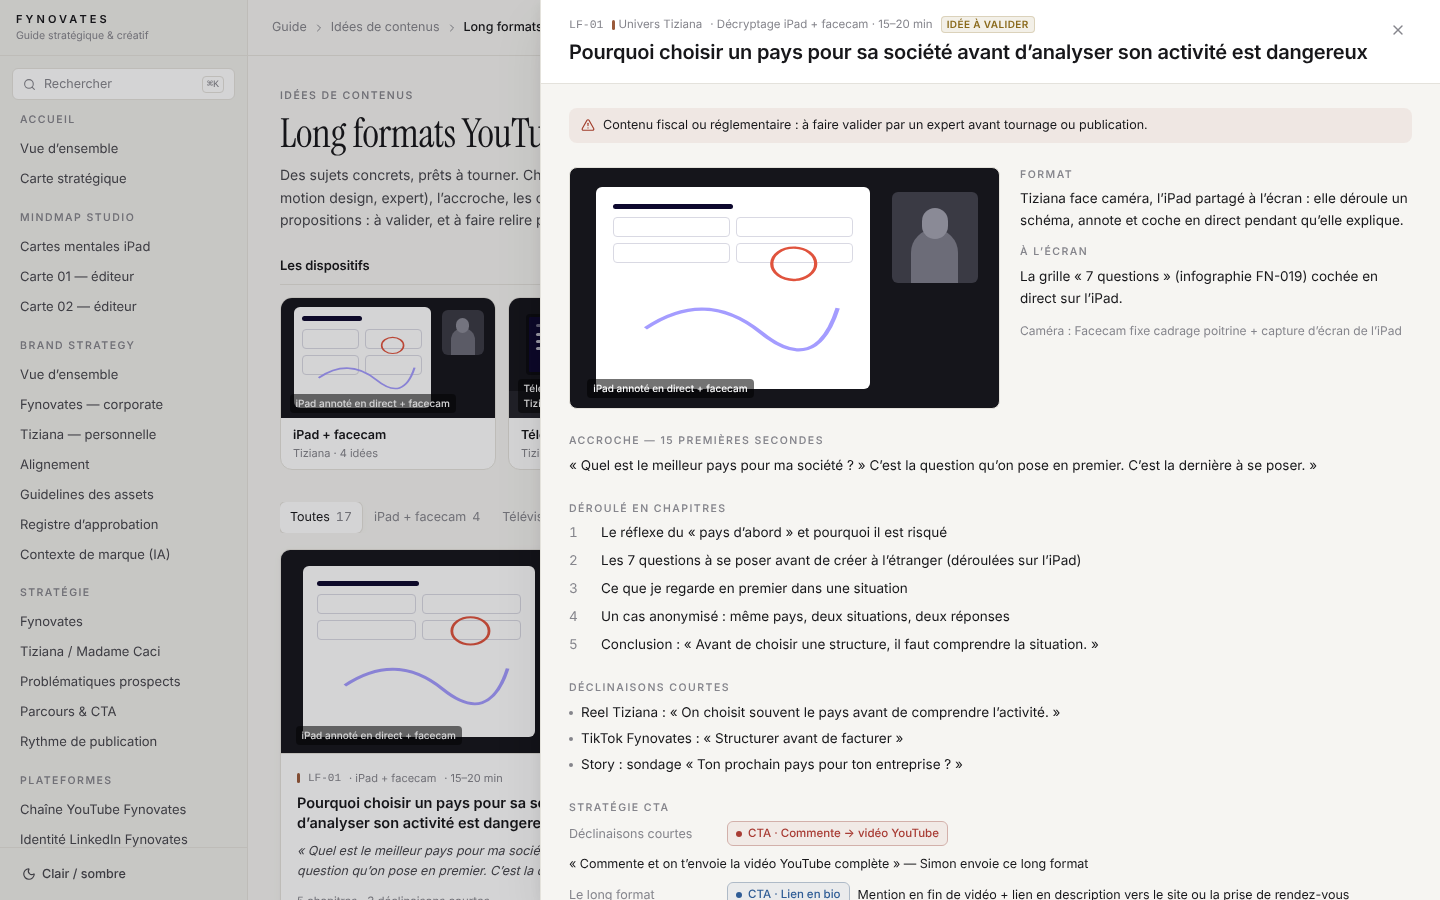 FYNOVATES
Guide stratégique & créatif
Rechercher
⌘K
ACCUEIL
Vue d’ensemble
Carte stratégique
MINDMAP STUDIO
Cartes mentales iPad
Carte 01 — éditeur
Carte 02 — éditeur
BRAND STRATEGY
Vue d’ensemble
Fynovates — corporate
Tiziana — personnelle
Alignement
Guidelines des assets
Registre d’approbation
Contexte de marque (IA)
STRATÉGIE
Fynovates
Tiziana / Madame Caci
Problématiques prospects
Parcours & CTA
Rythme de publication
PLATEFORMES
Chaîne YouTube Fynovates
Identité LinkedIn Fynovates
Clair / sombre
Guide > Idées de contenus > Long formats
IDÉES DE CONTENUS
Long formats YouTu
Des sujets concrets, prêts à tourner. Ch
motion design, expert), l’accroche, les
propositions : à valider, et à faire relire
Les dispositifs
iPad annoté en direct + facecam
iPad + facecam
Tiziana · 4 idées
Télé
Tizi
Tél
Tizi
Toutes 17
iPad + facecam 4
Télévis
iPad annoté en direct + facecam
LF-01 · iPad + facecam · 15–20 min
Pourquoi choisir un pays pour sa so
d’analyser son activité est dangere
« Quel est le meilleur pays pour ma socié
question qu’on pose en premier. C’est la
LF-01 Univers Tiziana · Décryptage iPad + facecam · 15–20 min IDÉE À VALIDER
Pourquoi choisir un pays pour sa société avant d’analyser son activité est dangereux
Contenu fiscal ou réglementaire : à faire valider par un expert avant tournage ou publication.
iPad annoté en direct + facecam
FORMAT
Tiziana face caméra, l’iPad partagé à l’écran : elle déroule un
schéma, annote et coche en direct pendant qu’elle explique.
À L’ÉCRAN
La grille « 7 questions » (infographie FN-019) cochée en
direct sur l’iPad.
Caméra : Facecam fixe cadrage poitrine + capture d’écran de l’iPad
ACCROCHE — 15 PREMIÈRES SECONDES
« Quel est le meilleur pays pour ma société ? » C’est la question qu’on pose en premier. C’est la dernière à se poser. »
DÉROULÉ EN CHAPITRES
1 Le réflexe du « pays d’abord » et pourquoi il est risqué
2 Les 7 questions à se poser avant de créer à l’étranger (déroulées sur l’iPad)
3 Ce que je regarde en premier dans une situation
4 Un cas anonymisé : même pays, deux situations, deux réponses
5 Conclusion : « Avant de choisir une structure, il faut comprendre la situation. »
DÉCLINAISONS COURTES
• Reel Tiziana : « On choisit souvent le pays avant de comprendre l’activité. »
• TikTok Fynovates : « Structurer avant de facturer »
• Story : sondage « Ton prochain pays pour ton entreprise ? »
STRATÉGIE CTA
Déclinaisons courtes CTA · Commente → vidéo YouTube
« Commente et on t’envoie la vidéo YouTube complète » — Simon envoie ce long format
Le long format CTA · Lien en bio Mention en fin de vidéo + lien en description vers le site ou la prise de rendez-vous